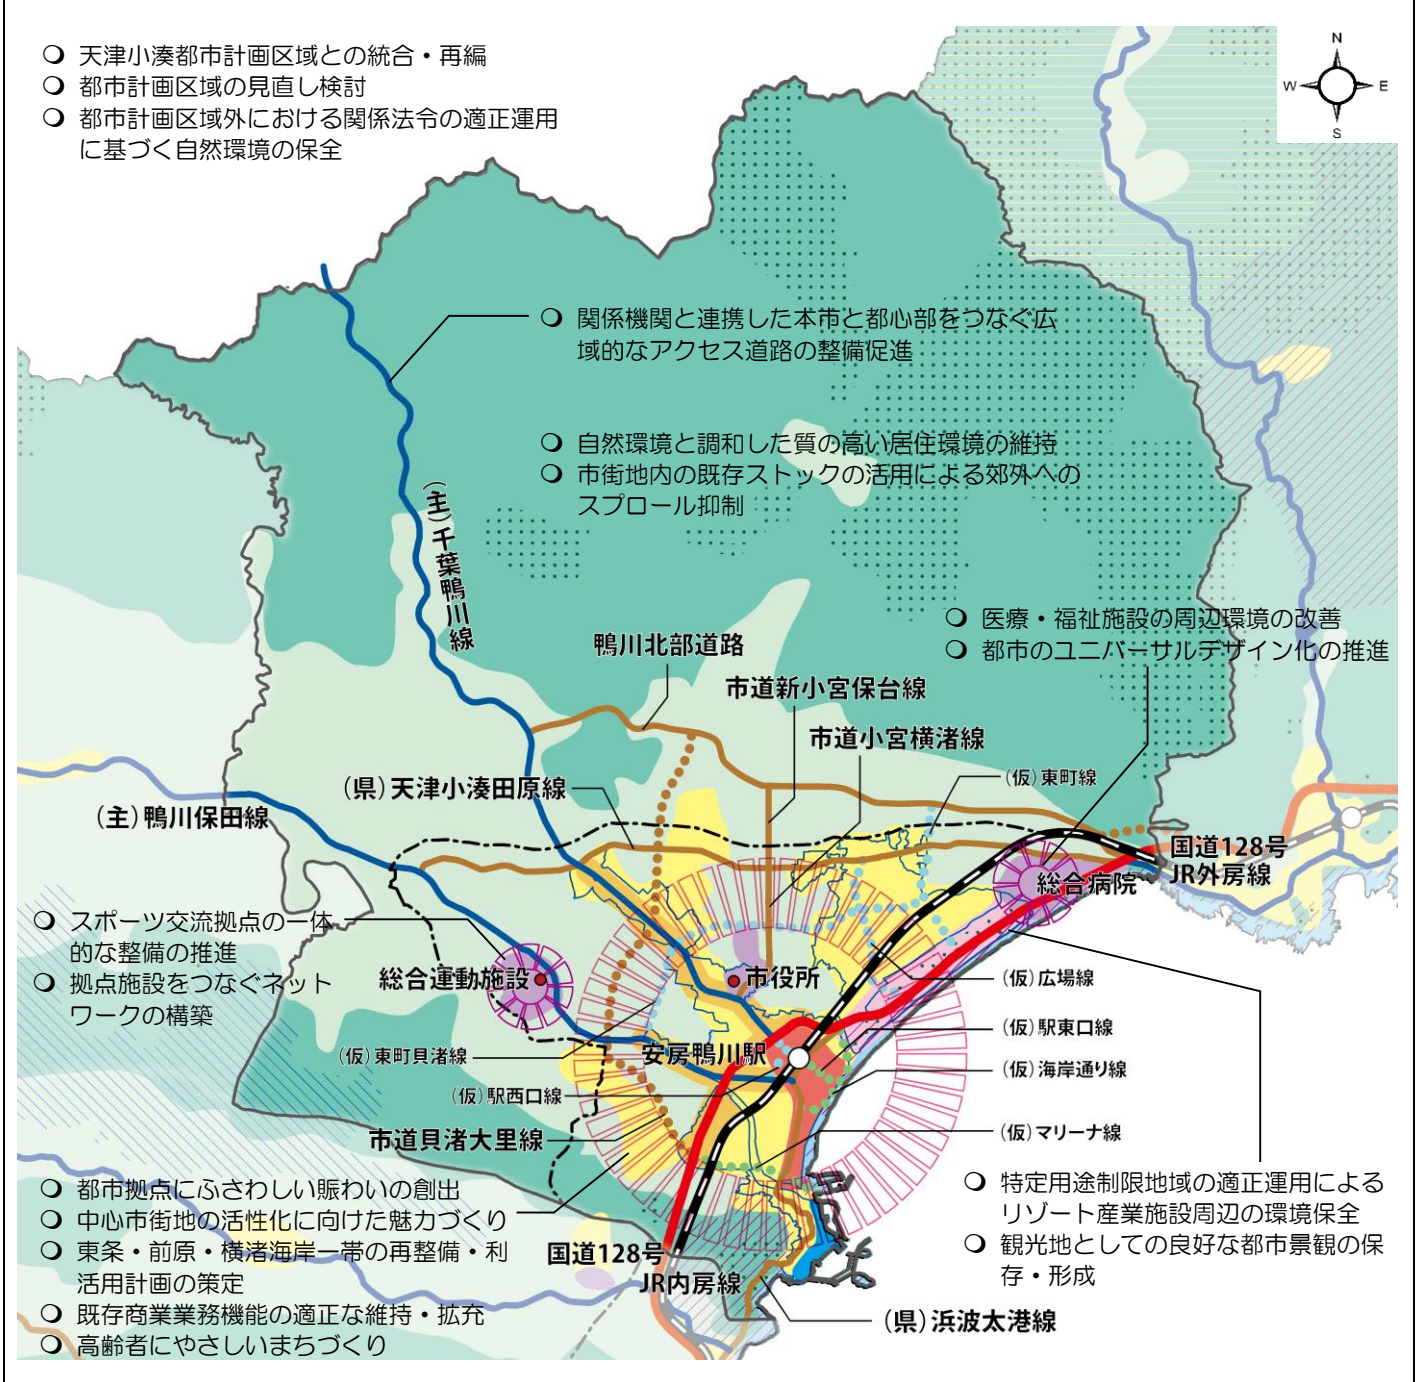 ○ 天津小湊都市計画区域との統合・再編
○ 都市計画区域の見直し検討
○ 都市計画区域外における関係法令の適正運用
に基づく自然環境の保全
N
W
E
S
○ 関係機関と連携した本市と都心部をつなぐ広
域的なアクセス道路の整備促進
○ 自然環境と調和した質の高い居住環境の維持
○ 市街地内の既存ストックの活用による郊外への
スプロール抑制
(主)千葉鴨川線
○ 医療・福祉施設の周辺環境の改善
○ 都市のユニバーサルデザイン化の推進
鴨川北部道路
市道新小宮保台線
市道小宮横渚線
(仮)東町線
(県)天津小湊田原線
(主)鴨川保田線
国道128号
JR外房線
総合病院
○ スポーツ交流拠点の一体
的な整備の推進
○ 拠点施設をつなぐネット
ワークの構築
総合運動施設
市役所
(仮)広場線
(仮)東町貝渚線
安房鴨川駅
(仮)駅東口線
(仮)海岸通り線
(仮)駅西口線
市道貝渚大里線
(仮)マリーナ線
○ 都市拠点にふさわしい賑わいの創出
○ 中心市街地の活性化に向けた魅力づくり
○ 東条・前原・横渚海岸一帯の再整備・利
活用計画の策定
○ 既存商業業務機能の適正な維持・拡充
○ 高齢者にやさしいまちづくり
国道128号
JR内房線
○ 特定用途制限地域の適正運用による
リゾート産業施設周辺の環境保全
○ 観光地としての良好な都市景観の保
存・形成
(県)浜波太港線